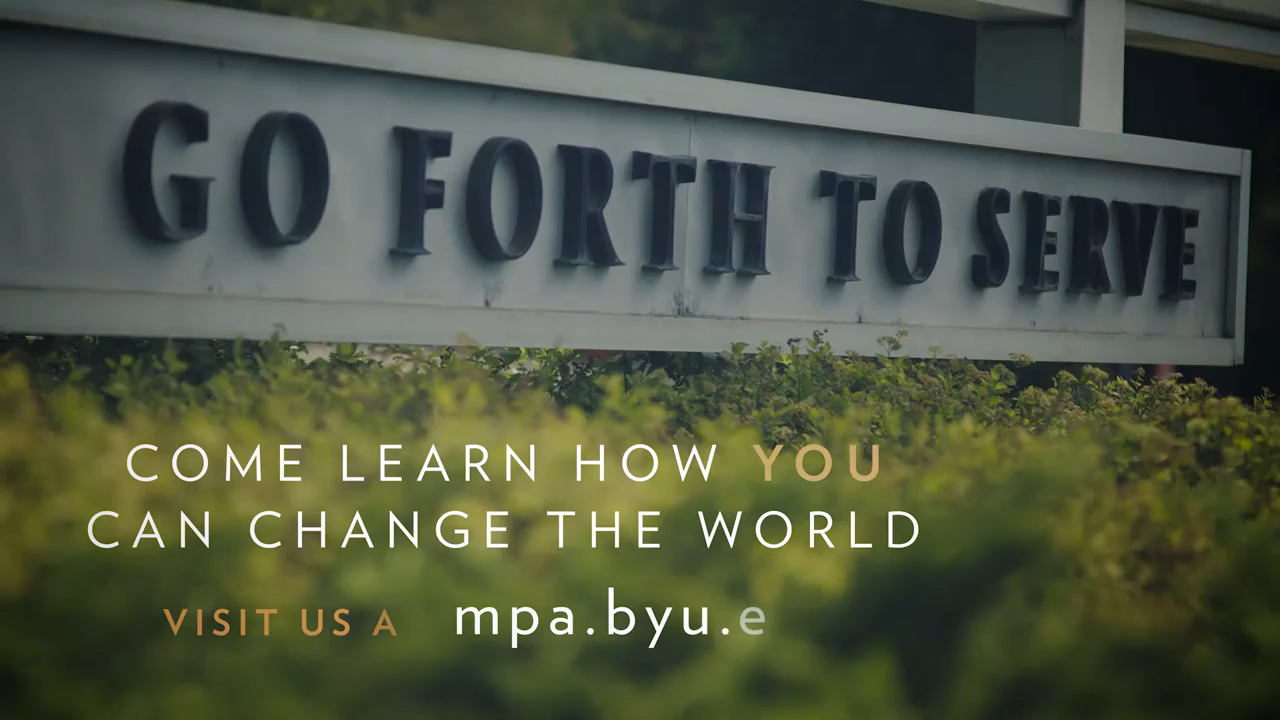 GO FORTH TO SERVE
COME LEARN HOW YOU
CAN CHANGE THE WORLD
VISIT US A mpa.byu.e